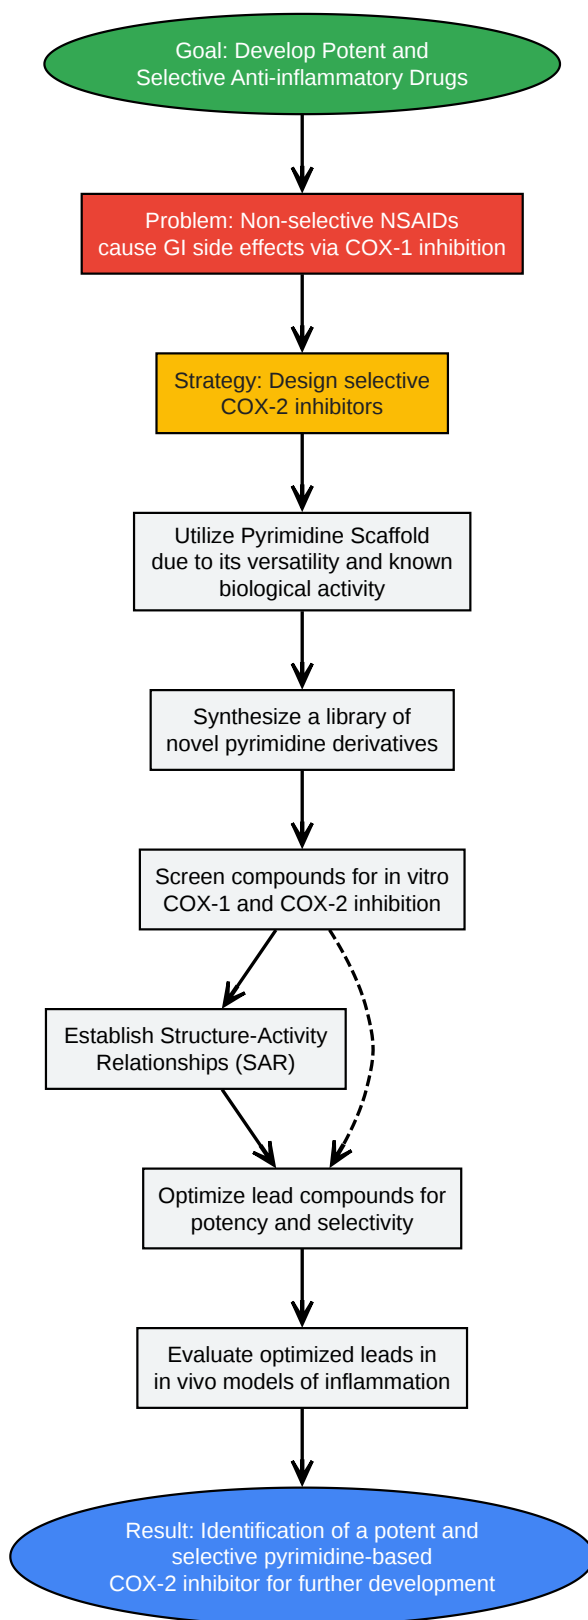 Goal: Develop Potent and
Selective Anti-inflammatory Drugs
Problem: Non-selective NSAIDs
cause GI side effects via COX-1 inhibition
Strategy: Design selective
COX-2 inhibitors
Utilize Pyrimidine Scaffold
due to its versatility and known
biological activity
Synthesize a library of
novel pyrimidine derivatives
Screen compounds for in vitro
COX-1 and COX-2 inhibition
Establish Structure-Activity
Relationships (SAR)
Optimize lead compounds for
potency and selectivity
Evaluate optimized leads in
in vivo models of inflammation
Result: Identification of a potent and
selective pyrimidine-based
COX-2 inhibitor for further development